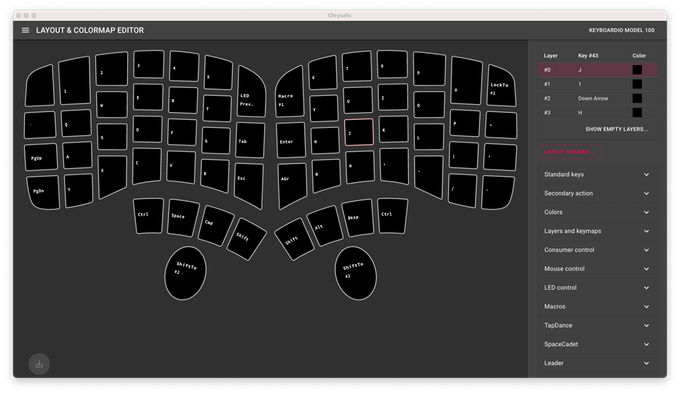 Chrysalis
LAYOUT & COLORMAP EDITOR
KEYBOARDIO MODEL 100
1
2
3
4
5
LED
Prev.
Macro
#1
6
7
8
9
0
LockTo
#1
Q
W
E
R
T
Tab
Enter
Y
U
I
O
P
=
PgUp
A
S
D
F
G
H
J
K
L
;
PgDn
X
C
V
B
Esc
AGr
N
M
,
/
-
Ctrl
Space
Cmd
Shift
Shift
Alt
Bksp
Ctrl
ShiftTo
#2
ShiftTo
Layer
Key #43
Color
#0
J
#1
1
#2
Down Arrow
#3
H
SHOW EMPTY LAYERS...
Standard keys
Secondary action
Colors
Layers and keymaps
Consumer control
Mouse control
LED control
Macros
TapDance
SpaceCadet
Leader